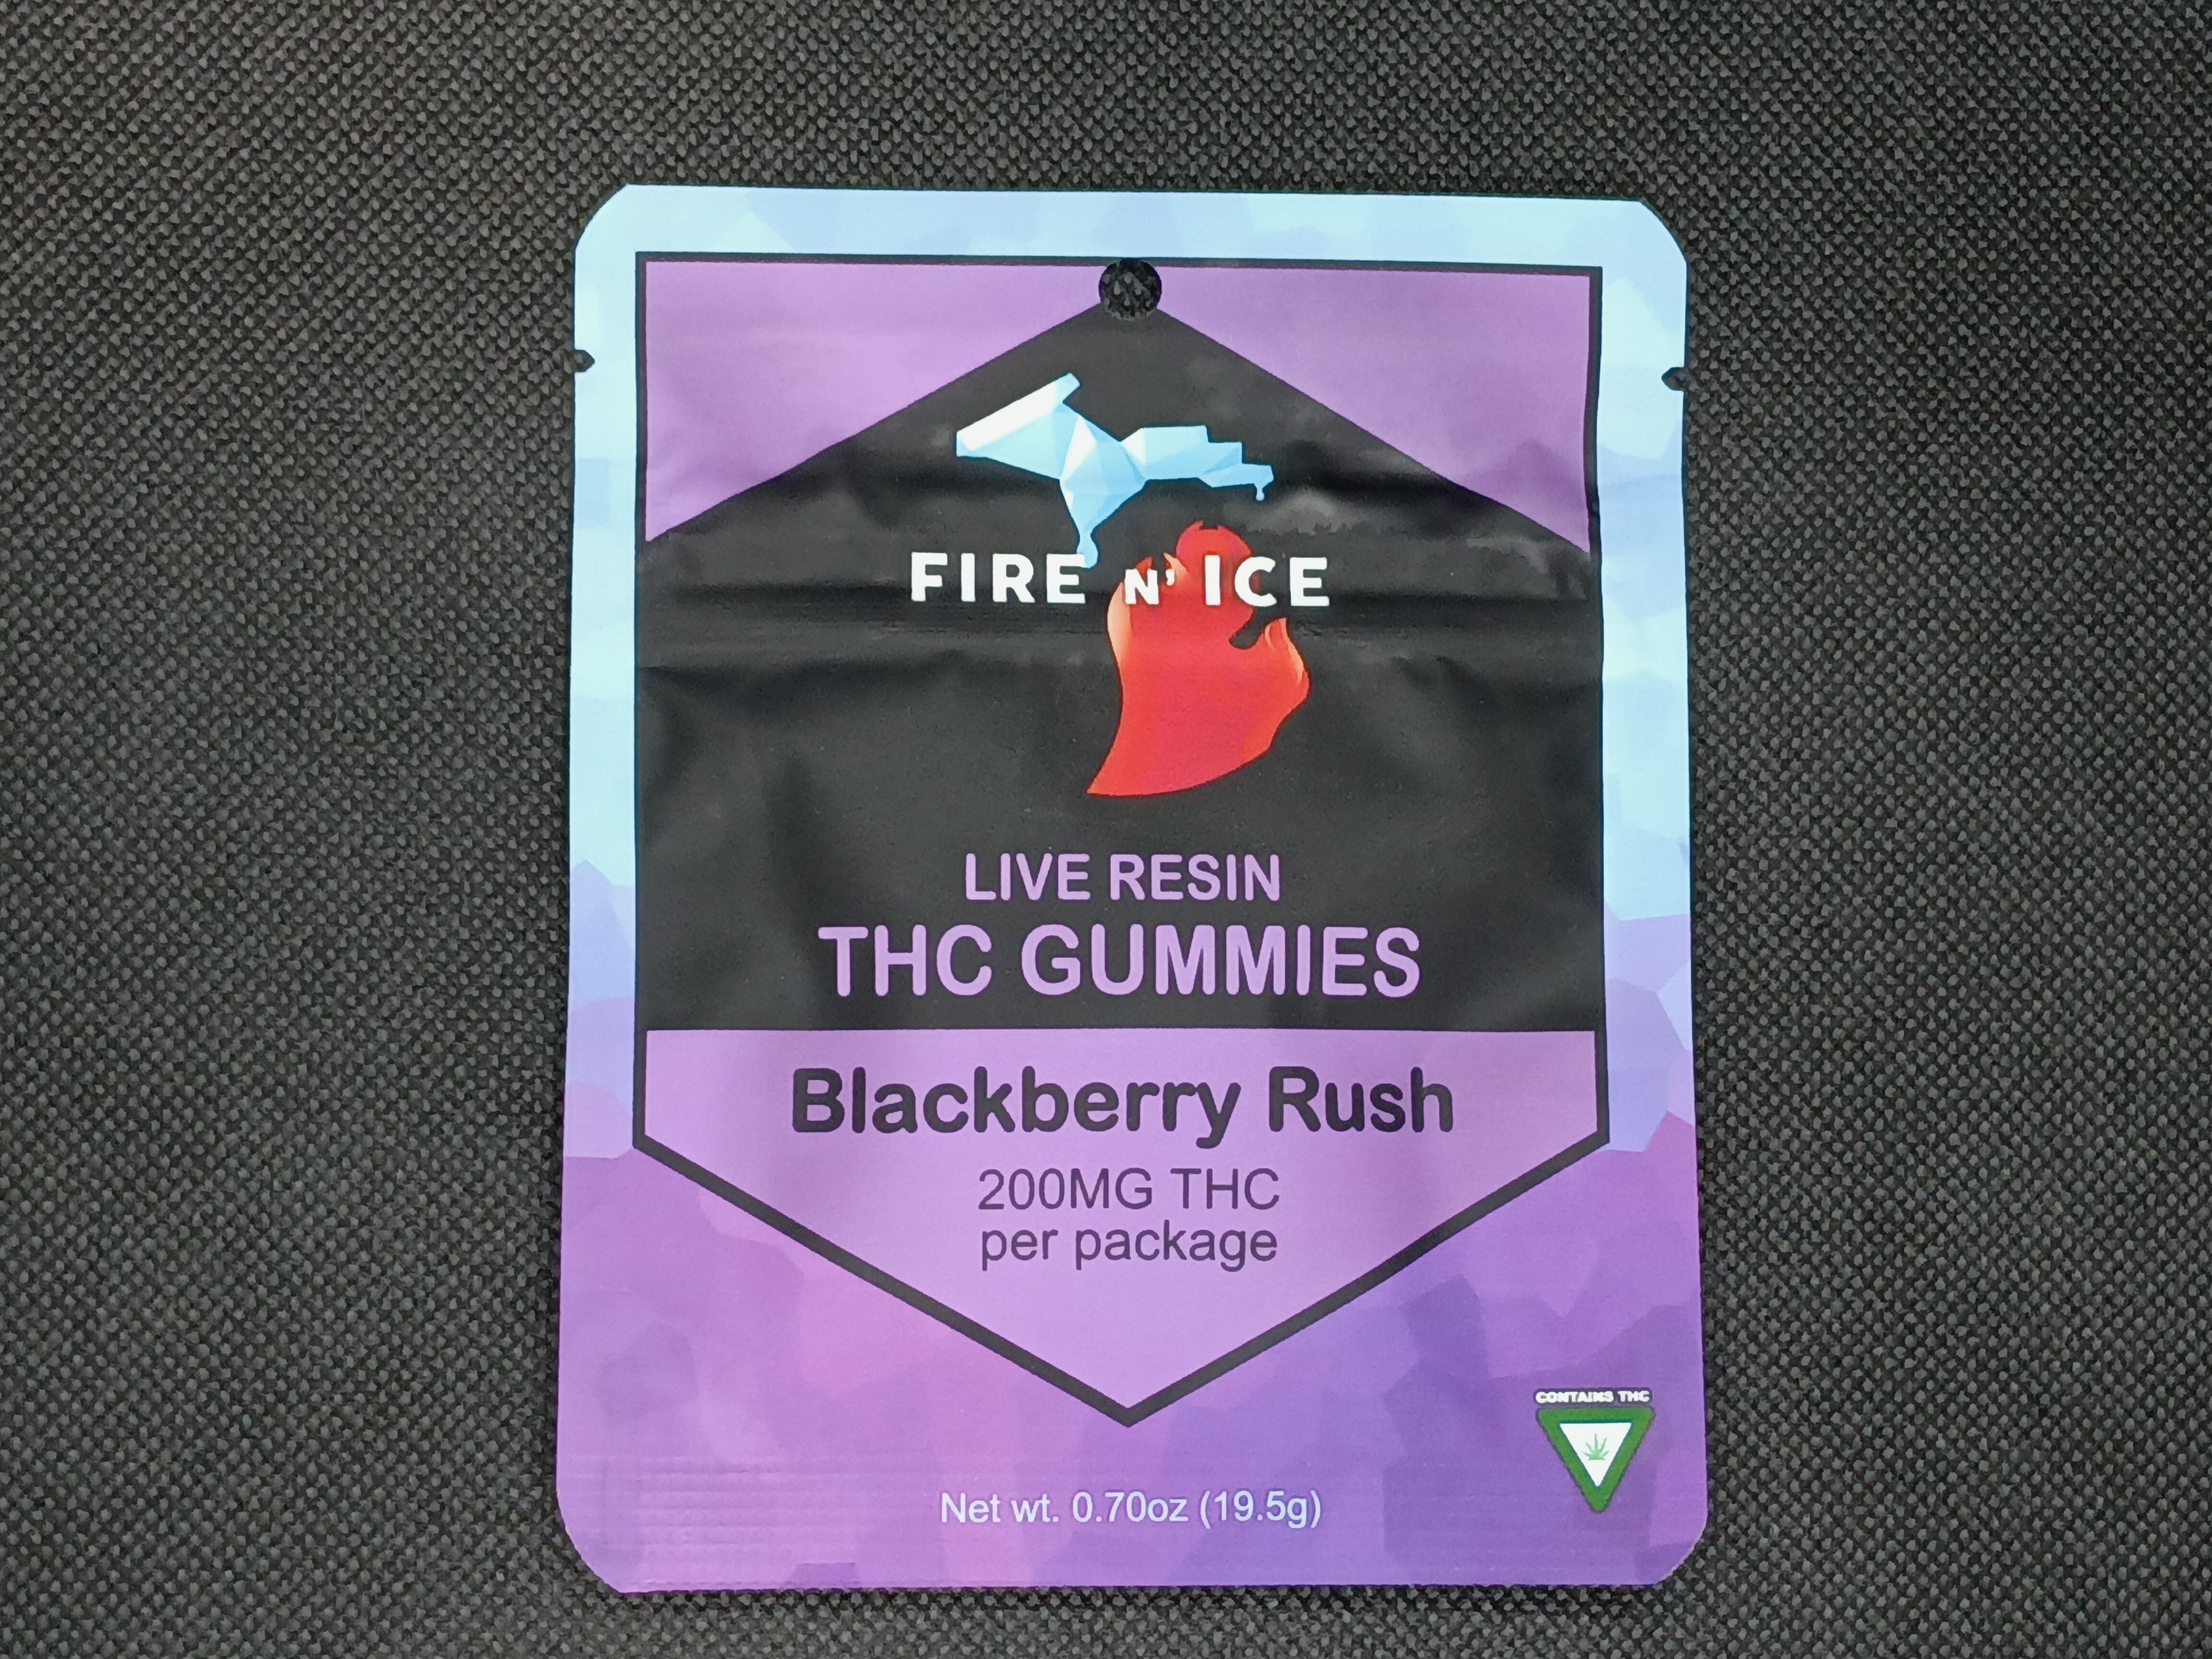 FIRE N' ICE
LIVE RESIN
THC GUMMIES
Blackberry Rush
200MG THC
per package
CONTAINS THC
Net wt. 0.70oz (19.5g)